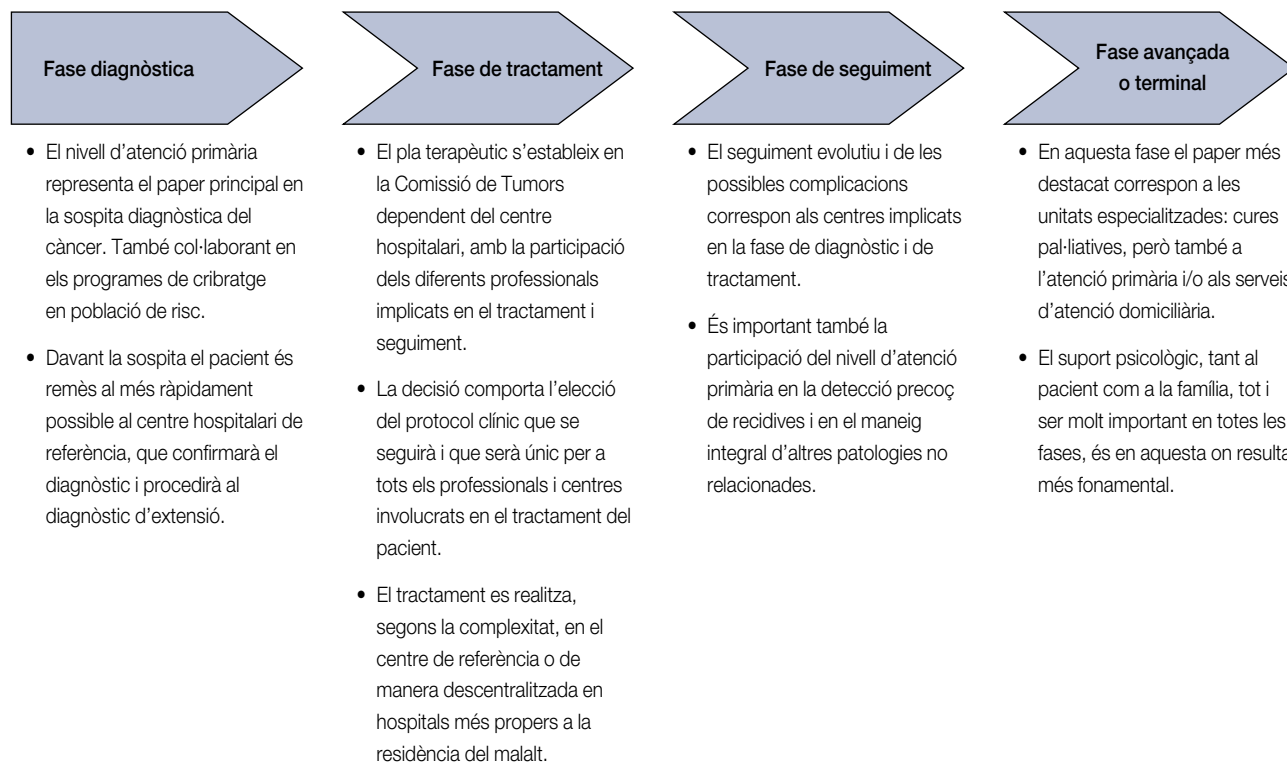 Fase diagnòstica
• El nivell d'atenció primària
representa el paper principal en
la sospita diagnòstica del
càncer. També col·laborant en
els programes de cribratge
en població de risc.
• Davant la sospita el pacient és
remès al més ràpidament
possible al centre hospitalari de
referència, que confirmarà el
diagnòstic i procedirà al
diagnòstic d'extensió.
Fase de tractament
• El pla terapèutic s'estableix en
la Comissió de Tumors
dependent del centre
hospitalari, amb la participació
dels diferents professionals
implicats en el tractament i
seguiment.
• La decisió comporta l'elecció
del protocol clínic que se
seguirà i que serà únic per a
tots els professionals i centres
involucrats en el tractament del
pacient.
• El tractament es realitza,
segons la complexitat, en el
centre de referència o de
manera descentralitzada en
hospitals més propers a la
residència del malalt.
Fase de seguiment
• El seguiment evolutiu i de les
possibles complicacions
correspon als centres implicats
en la fase de diagnòstic i de
tractament.
• És important també la
participació del nivell d'atenció
primària en la detecció precoç
de recidives i en el maneig
integral d'altres patologies no
relacionades.
Fase avançada
o terminal
• En aquesta fase el paper més
destacat correspon a les
unitats especialitzades: cures
pal·liatives, però també a
l'atenció primària i/o als serveis
d'atenció domiciliària.
• El suport psicològic, tant al
pacient com a la família, tot i
ser molt important en totes les
fases, és en aquesta on resulta
més fonamental.